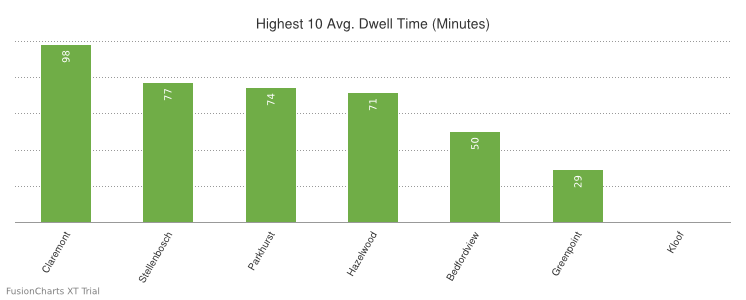 Highest 10 Avg. Dwell Time (Minutes)
98
77
74
71
50
29
Claremont
Stellenbosch
Parkhurst
Hazelwood
Bedfordview
Greenpoint
Kloof
FusionCharts XT Trial